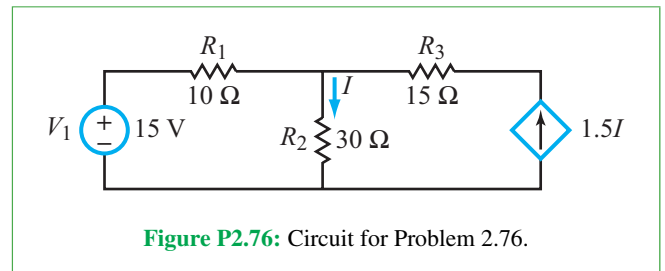 R1 R3
10 Ω I 15 Ω
V1 + − 15 V R2 30 Ω 1.5I
Figure P2.76: Circuit for Problem 2.76.